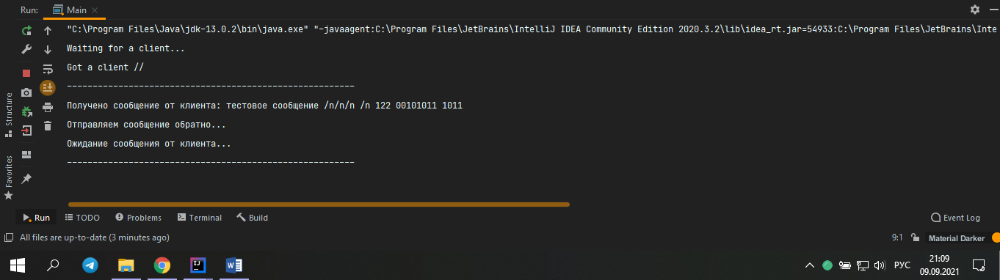 Run: Main
"C:\Program Files\Java\jdk-13.0.2\bin\java.exe" "-javaagent:C:\Program Files\JetBrains\IntelliJ IDEA Community Edition 2020.3.2\lib\idea_rt.jar=54933:C:\Program Files\JetBrains\Inte
Waiting for a client...
Got a client //
--------------------------------------------------------
Получено сообщение от клиента: тестовое сообщение /n/n/n /n 122 00101011 1011
Отправляем сообщение обратно...
Ожидание сообщения от клиента...
--------------------------------------------------------
Structure
Favorites
Run TODO Problems Terminal Build Event Log
All files are up-to-date (3 minutes ago) 9:1 Material Darker
РУС 21:09
09.09.2021